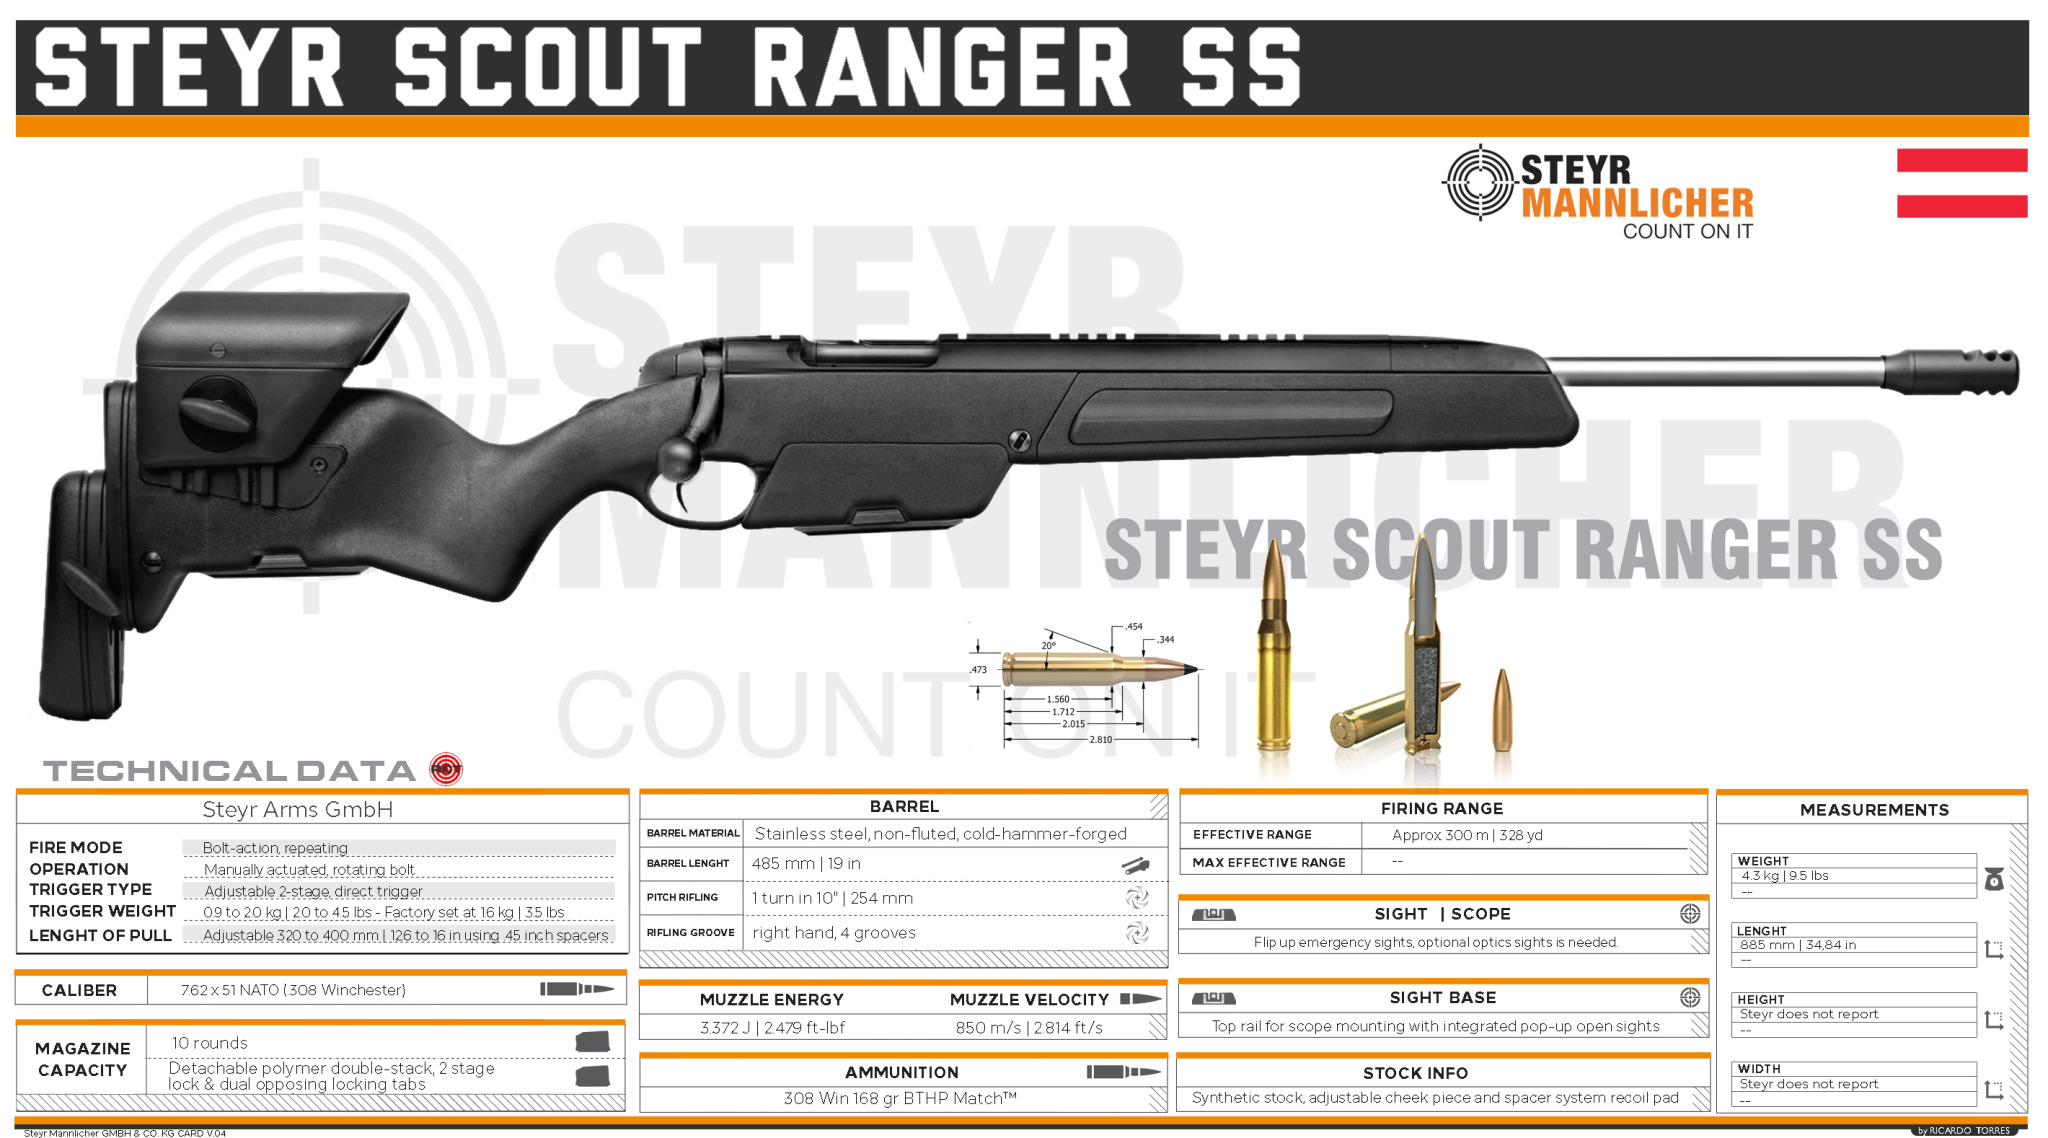 STEYR SCOUT RANGER SS
STEYR
MANNLICHER
COUNT ON IT
STEYR
MANNLICHER
COUNT ON IT
STEYR SCOUT RANGER SS
.454
.344
20°
.473
1.560
1.712
2.015
2.810
TECHNICAL DATA
Steyr Arms GmbH
FIRE MODE Bolt-action, repeating
OPERATION Manually actuated, rotating bolt
TRIGGER TYPE Adjustable 2-stage, direct trigger
TRIGGER WEIGHT 0.9 to 2.0 kg | 2.0 to 4.5 lbs - Factory set at 1.6 kg | 3.5 lbs
LENGHT OF PULL Adjustable 320 to 400 mm | 12.6 to 16 in using .45 inch spacers
CALIBER 7.62 x 51 NATO (.308 Winchester)
MAGAZINE CAPACITY
10 rounds
Detachable polymer double-stack, 2 stage
lock & dual opposing locking tabs
BARREL
BARREL MATERIAL Stainless steel, non-fluted, cold-hammer-forged
BARREL LENGHT 485 mm | 19 in
PITCH RIFLING 1 turn in 10" | 254 mm
RIFLING GROOVE right hand, 4 grooves
MUZZLE ENERGY MUZZLE VELOCITY
3.372 J | 2.479 ft-lbf 850 m/s | 2.814 ft/s
AMMUNITION
308 Win 168 gr BTHP Match™
FIRING RANGE
EFFECTIVE RANGE Approx 300 m | 328 yd
MAX EFFECTIVE RANGE --
SIGHT | SCOPE
Flip up emergency sights, optional optics sights is needed.
SIGHT BASE
Top rail for scope mounting with integrated pop-up open sights
STOCK INFO
Synthetic stock, adjustable cheek piece and spacer system recoil pad
MEASUREMENTS
WEIGHT
4.3 kg | 9.5 lbs
--
LENGHT
885 mm | 34,84 in
--
HEIGHT
Steyr does not report
--
WIDTH
Steyr does not report
--
Steyr Mannlicher GMBH & CO. KG CARD V.04
by RICARDO TORRES